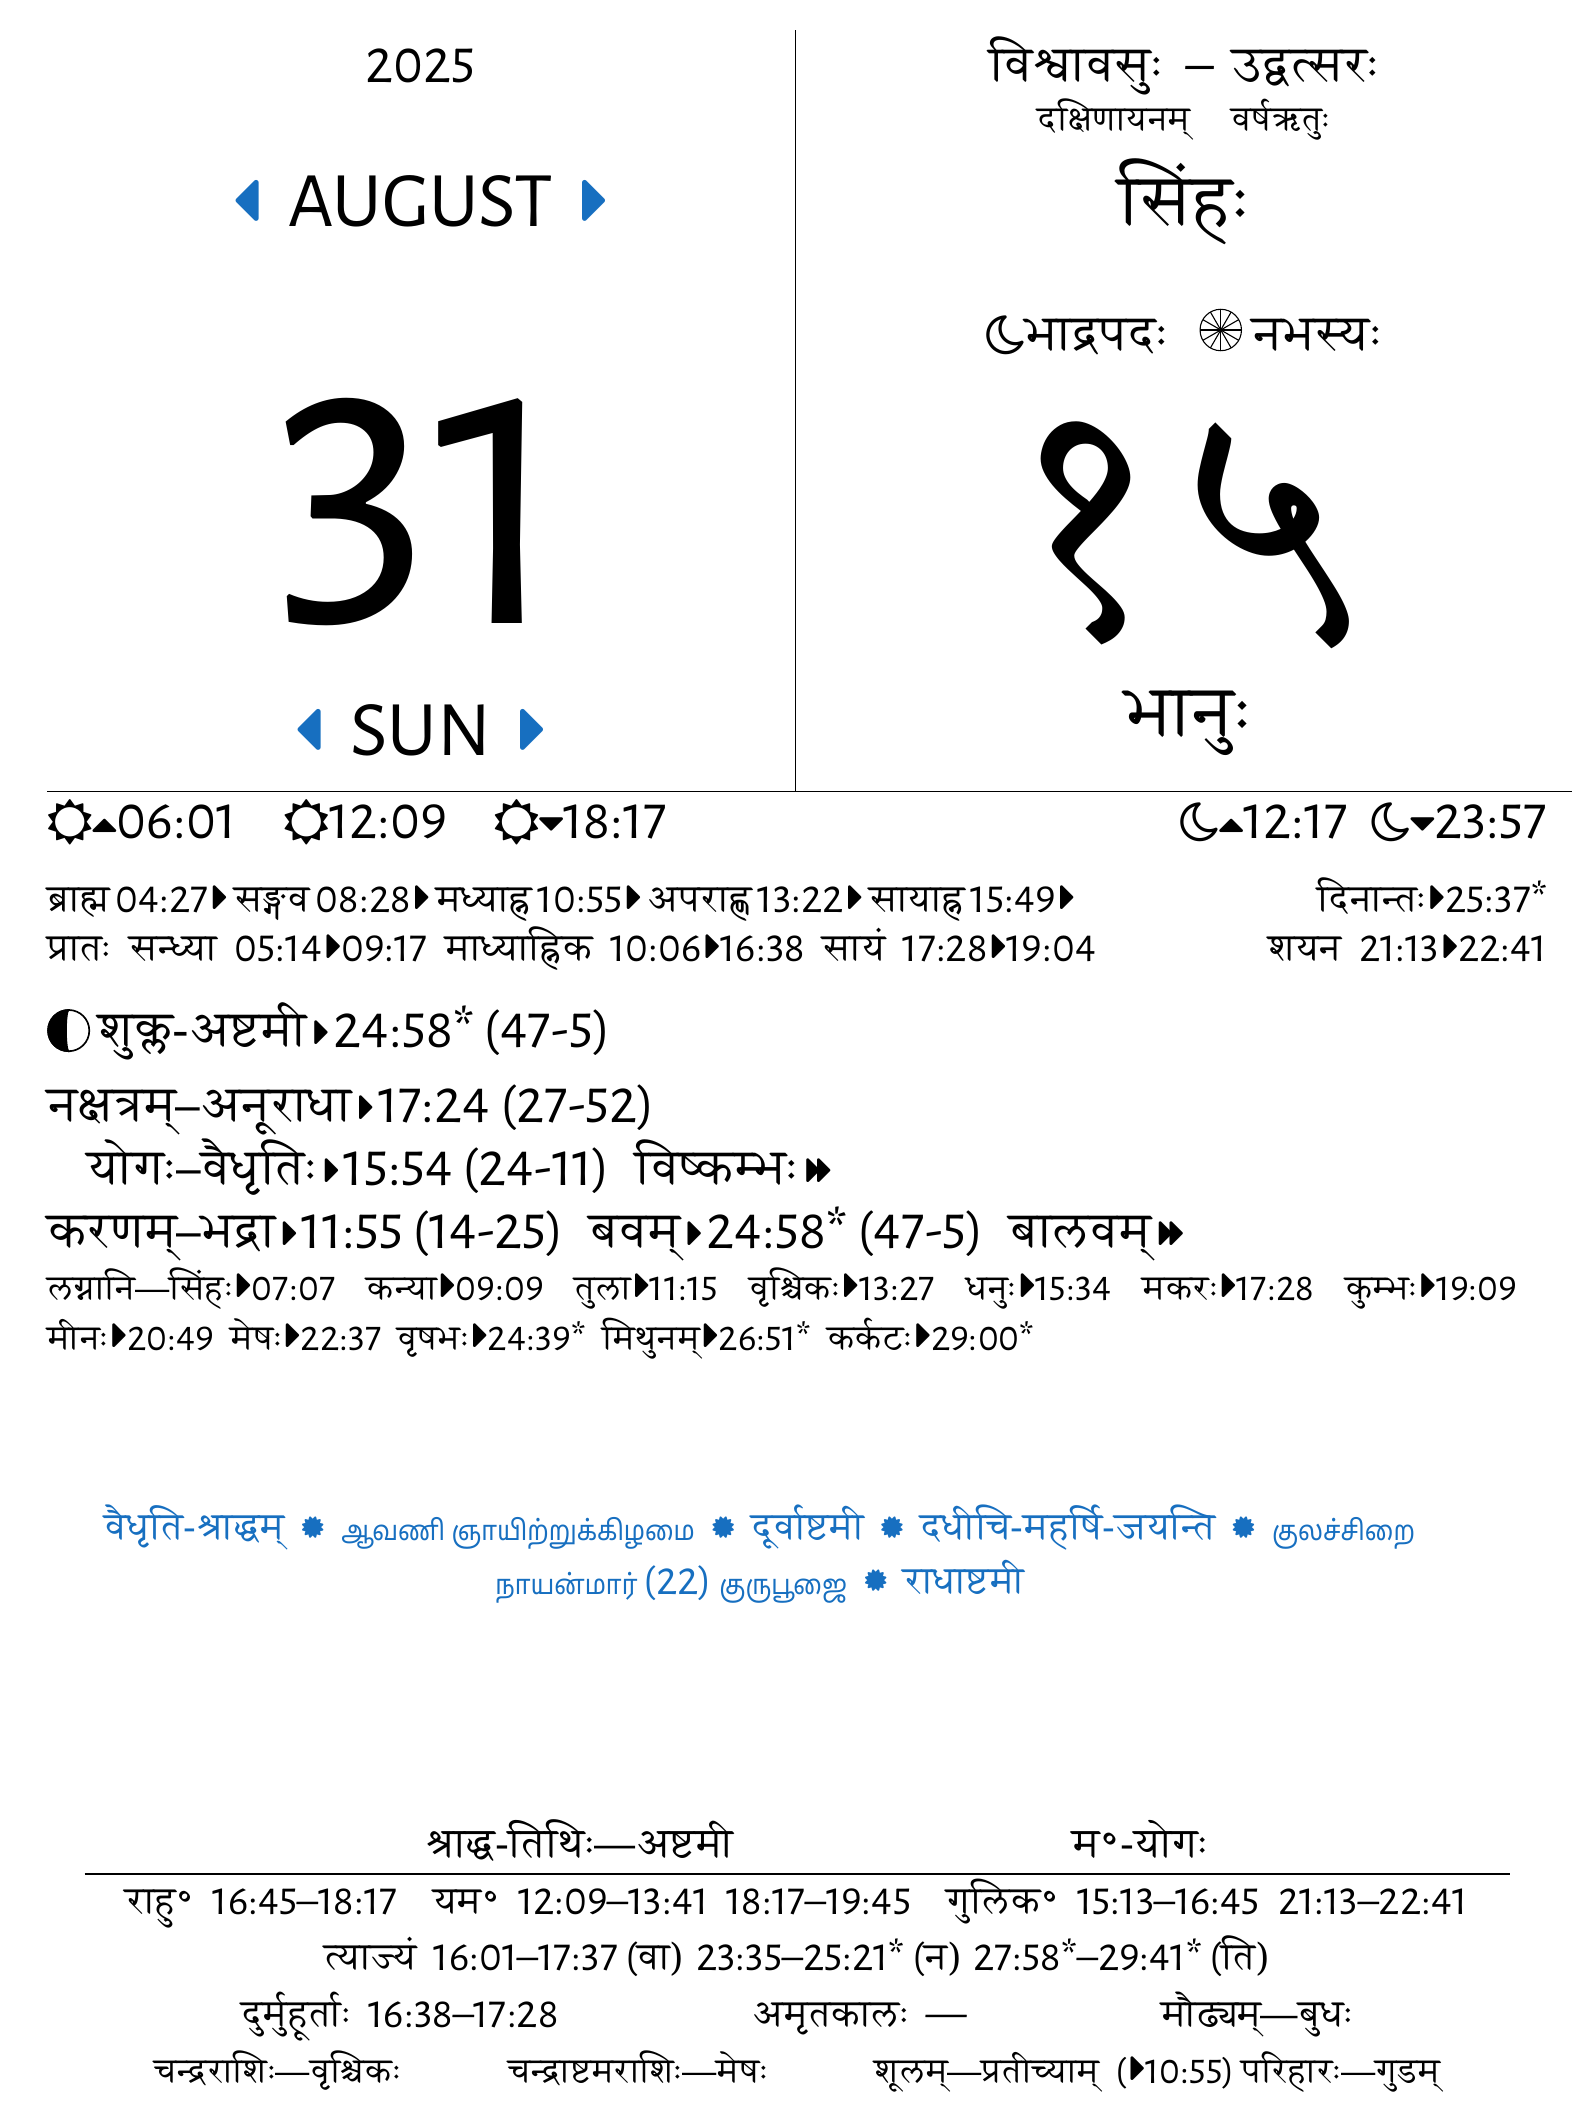 2025
AUGUST
31
SUN
विश्वावसुः – उद्वत्सरः
दक्षिणायनम् वर्षऋतुः
सिंहः
भाद्रपदः नभस्यः
१५
भानुः
06:01 12:09 18:17 12:17 23:57
ब्राह्म 04:27 सङ्गव 08:28 मध्याह्न 10:55 अपराह्ण 13:22 सायाह्न 15:49 दिनान्तः 25:37*
प्रातः सन्ध्या 05:14 09:17 माध्याह्निक 10:06 16:38 सायं 17:28 19:04 शयन 21:13 22:41
शुक्ल-अष्टमी 24:58* (47-5)
नक्षत्रम्–अनूराधा 17:24 (27-52)
योगः–वैधृतिः 15:54 (24-11) विष्कम्भः
करणम्–भद्रा 11:55 (14-25) बवम् 24:58* (47-5) बालवम्
लग्नानि—सिंहः 07:07 कन्या 09:09 तुला 11:15 वृश्चिकः 13:27 धनुः 15:34 मकरः 17:28 कुम्भः 19:09
मीनः 20:49 मेषः 22:37 वृषभः 24:39* मिथुनम् 26:51* कर्कटः 29:00*
वैधृति-श्राद्धम् ✹ ஆவணி ஞாயிற்றுக்கிழமை ✹ दूर्वाष्टमी ✹ दधीचि-महर्षि-जयन्ति ✹ குலச்சிறை
நாயன்மார் (22) குருபூஜை ✹ राधाष्टमी
श्राद्ध-तिथिः—अष्टमी म॰-योगः
राहु॰ 16:45–18:17 यम॰ 12:09–13:41 18:17–19:45 गुलिक॰ 15:13–16:45 21:13–22:41
त्याज्यं 16:01–17:37 (वा) 23:35–25:21* (न) 27:58*–29:41* (ति)
दुर्मुहूर्ताः 16:38–17:28 अमृतकालः — मौढ्यम्—बुधः
चन्द्रराशिः—वृश्चिकः चन्द्राष्टमराशिः—मेषः शूलम्—प्रतीच्याम् (10:55) परिहारः—गुडम्